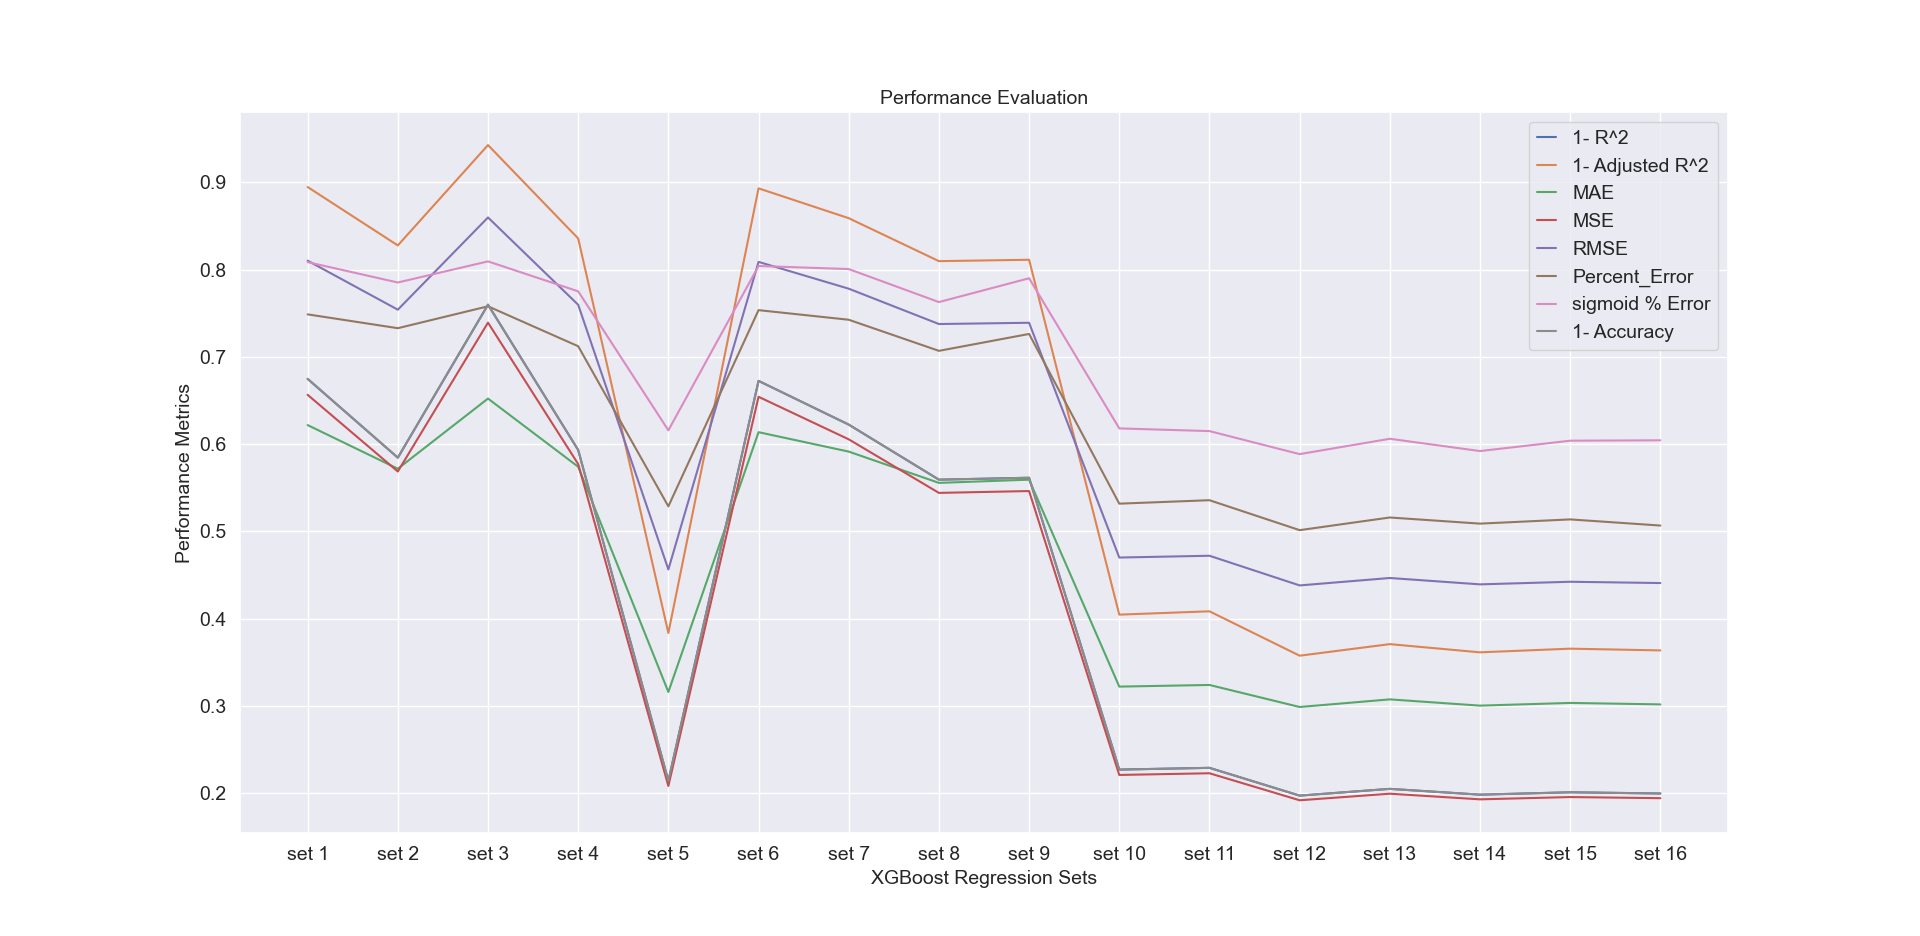 Performance Evaluation
1- R^2
1- Adjusted R^2
MAE
MSE
RMSE
Percent_Error
sigmoid % Error
1- Accuracy
Performance Metrics
0.9
0.8
0.7
0.6
0.5
0.4
0.3
0.2
set 1 set 2 set 3 set 4 set 5 set 6 set 7 set 8 set 9 set 10 set 11 set 12 set 13 set 14 set 15 set 16
XGBoost Regression Sets